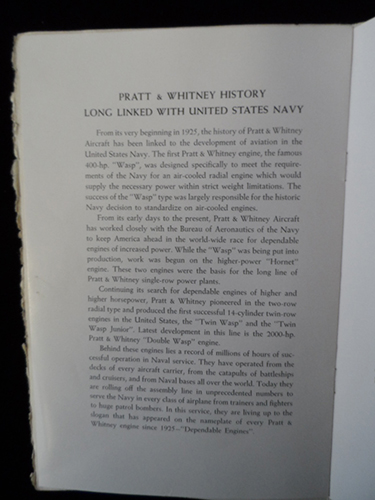 PRATT & WHITNEY HISTORY
LONG LINKED WITH UNITED STATES NAVY
From its very beginning in 1925, the history of Pratt & Whitney
Aircraft has been linked to the development of aviation in the
United States Navy. The first Pratt & Whitney engine, the famous
400-hp. "Wasp", was designed specifically to meet the require-
ments of the Navy for an air-cooled radial engine which would
supply the necessary power within strict weight limitations. The
success of the "Wasp" type was largely responsible for the historic
Navy decision to standardize on air-cooled engines.
From its early days to the present, Pratt & Whitney Aircraft
has worked closely with the Bureau of Aeronautics of the Navy
to keep America ahead in the world-wide race for dependable
engines of increased power. While the "Wasp" was being put into
production, work was begun on the higher-power "Hornet"
engine. These two engines were the basis for the long line of
Pratt & Whitney single-row power plants.
Continuing its search for dependable engines of higher and
higher horsepower, Pratt & Whitney pioneered in the two-row
radial type and produced the first successful 14-cylinder twin-row
engines in the United States, the "Twin Wasp" and the "Twin
Wasp Junior". Latest development in this line is the 2000-hp.
Pratt & Whitney "Double Wasp" engine.
Behind these engines lies a record of millions of hours of suc-
cessful operation in Naval service. They have operated from the
decks of every aircraft carrier, from the catapults of battleships
and cruisers, and from Naval bases all over the world. Today they
are rolling off the assembly line in unprecedented numbers to
serve the Navy in every class of airplane from trainers and fighters
to huge patrol bombers. In this service, they are living up to the
slogan that has appeared on the nameplate of every Pratt &
Whitney engine since 1925—"Dependable Engines".